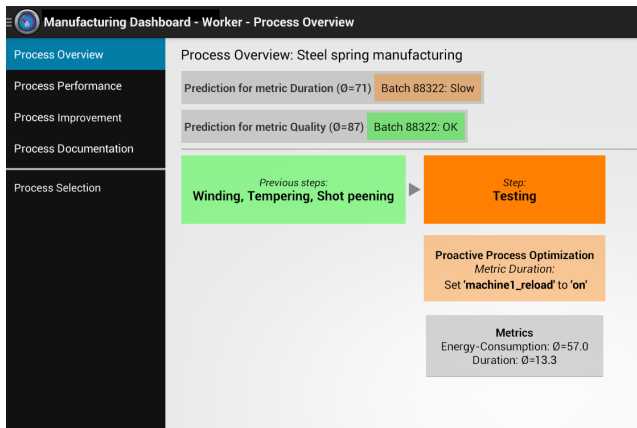 Manufacturing Dashboard - Worker - Process Overview
Process Overview
Process Performance
Process Improvement
Process Documentation
Process Selection
Process Overview: Steel spring manufacturing
Prediction for metric Duration (Ø=71) Batch 88322: Slow
Prediction for metric Quality (Ø=87) Batch 88322: OK
Previous steps:
Winding, Tempering, Shot peening
Step:
Testing
Proactive Process Optimization
Metric Duration:
Set 'machine1_reload' to 'on'
Metrics
Energy-Consumption: Ø=57.0
Duration: Ø=13.3